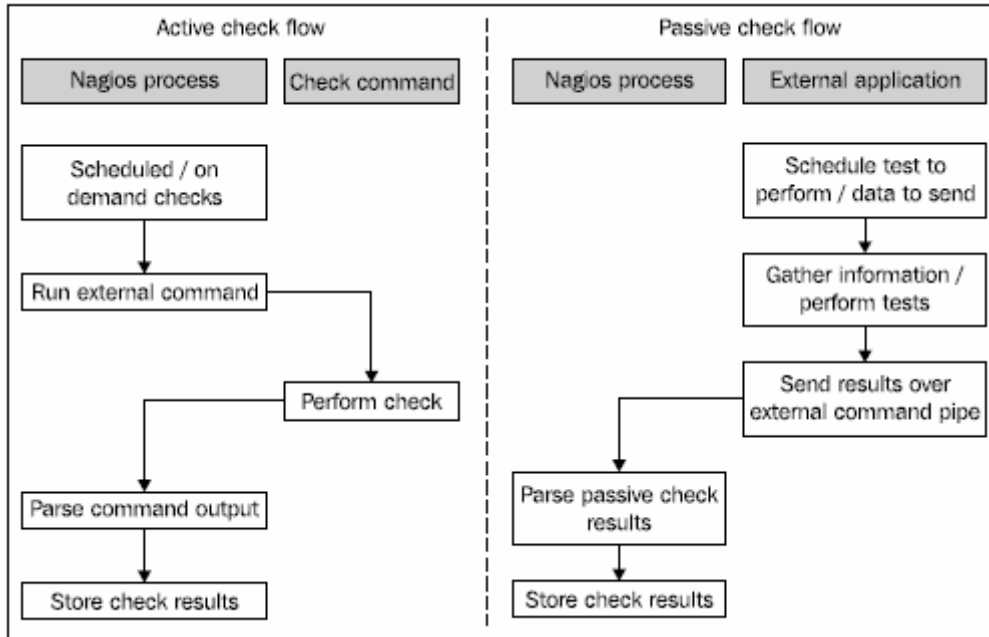 Active check flow
Passive check flow
Nagios process
Check command
Nagios process
External application
Scheduled / on
demand checks
Run external command
Perform check
Parse command output
Store check results
Schedule test to
perform / data to send
Gather information /
perform tests
Send results over
external command pipe
Parse passive check
results
Store check results